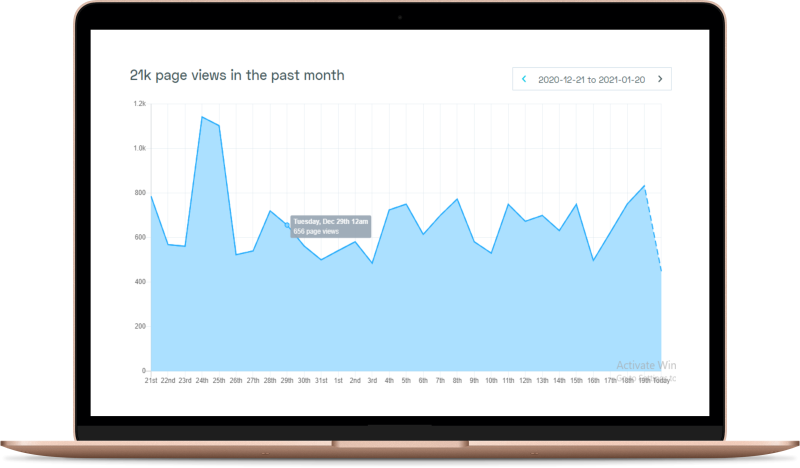 21k page views in the past month
2020-12-21 to 2021-01-20
1.2k
1.0k
800
Tuesday, Dec 29th 12am
656 page views
600
400
200
0
Activate Win
21st 22nd 23rd 24th 25th 26th 27th 28th 29th 30th 31st 1st 2nd 3rd 4th 5th 6th 7th 8th 9th 10th 11th 12th 13th 14th 15th 16th 17th 18th 19th Today